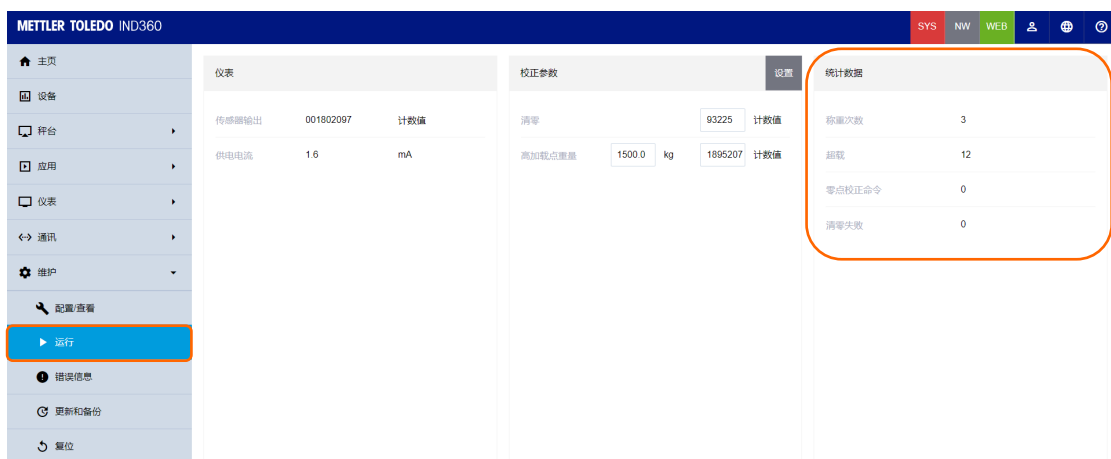 METTLER TOLEDO IND360
SYS NW WEB
主页
设备
秤台
应用
仪表
通讯
维护
配置/查看
运行
错误信息
更新和备份
复位
仪表
传感器输出 001802097 计数值
供电电流 1.6 mA
校正参数 设置
清零 93225 计数值
高加载点重量 1500.0 kg 1895207 计数值
统计数据
称重次数 3
超载 12
零点校正命令 0
清零失败 0